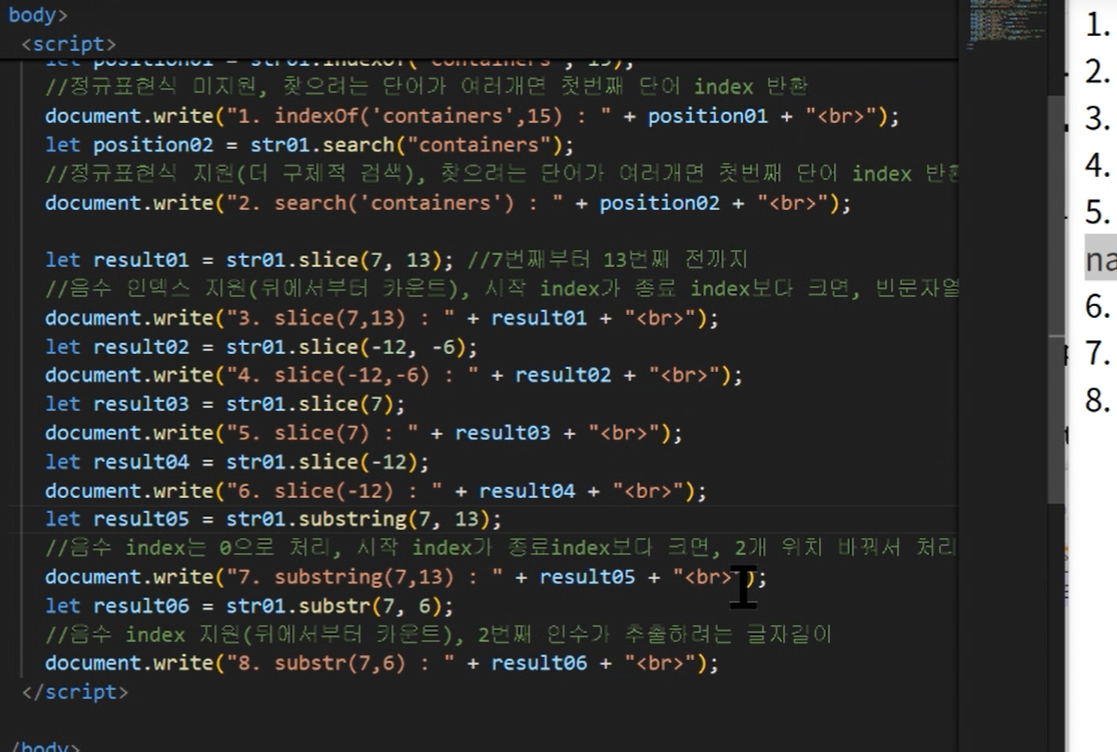 body>
<script>
let position01 = str01.indexOf("containers", 15);
//정규표현식 미지원, 찾으려는 단어가 여러개면 첫번째 단어 index 반환
document.write("1. indexOf('containers',15) : " + position01 + "<br>");
let position02 = str01.search("containers");
//정규표현식 지원(더 구체적 검색), 찾으려는 단어가 여러개면 첫번째 단어 index 반환
document.write("2. search('containers') : " + position02 + "<br>");
let result01 = str01.slice(7, 13); //7번째부터 13번째 전까지
//음수 인덱스 지원(뒤에서부터 카운트), 시작 index가 종료 index보다 크면, 빈문자열
document.write("3. slice(7,13) : " + result01 + "<br>");
let result02 = str01.slice(-12, -6);
document.write("4. slice(-12,-6) : " + result02 + "<br>");
let result03 = str01.slice(7);
document.write("5. slice(7) : " + result03 + "<br>");
let result04 = str01.slice(-12);
document.write("6. slice(-12) : " + result04 + "<br>");
let result05 = str01.substring(7, 13);
//음수 index는 0으로 처리, 시작 index가 종료index보다 크면, 2개 위치 바꿔서 처리
document.write("7. substring(7,13) : " + result05 + "<br>");
let result06 = str01.substr(7, 6);
//음수 index 지원(뒤에서부터 카운트), 2번째 인수가 추출하려는 글자길이
document.write("8. substr(7,6) : " + result06 + "<br>");
</script>
/body>
1.
2.
3.
4.
5.
na
6.
7.
8.